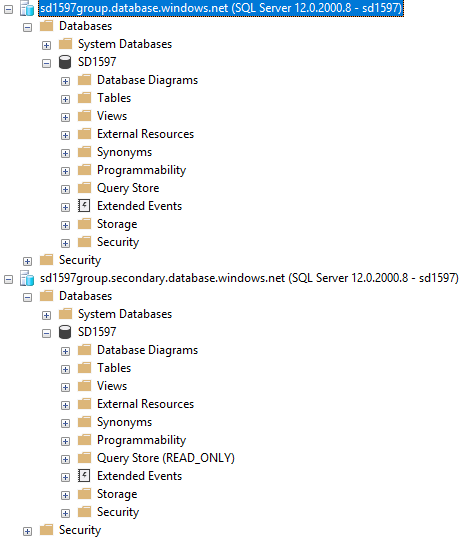 sd1597group.database.windows.net (SQL Server 12.0.2000.8 - sd1597)
Databases
System Databases
SD1597
Database Diagrams
Tables
Views
External Resources
Synonyms
Programmability
Query Store
Extended Events
Storage
Security
Security
sd1597group.secondary.database.windows.net (SQL Server 12.0.2000.8 - sd1597)
Databases
System Databases
SD1597
Database Diagrams
Tables
Views
External Resources
Synonyms
Programmability
Query Store (READ_ONLY)
Extended Events
Storage
Security
Security